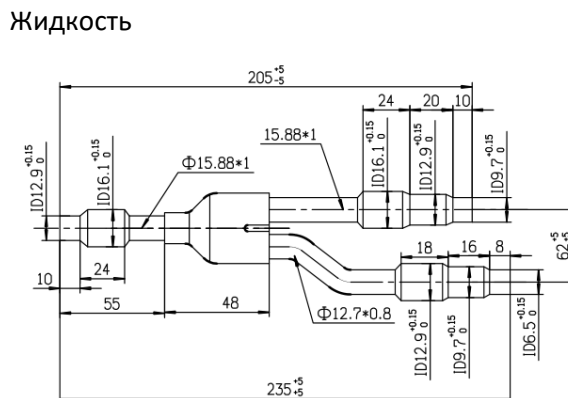 Жидкость
205 +5 -5
24
20
10
15.88*1
Φ15.88*1
ID12.9 +0.15 0
ID16.1 +0.15 0
ID16.1 +0.15 0
ID12.9 +0.15 0
ID9.7 +0.15 0
10
24
55
48
Φ12.7*0.8
18
16
8
62 +5 +5
ID12.9 +0.15 0
ID9.7 +0.15 0
ID6.5 +0.15 0
235 +5 +5